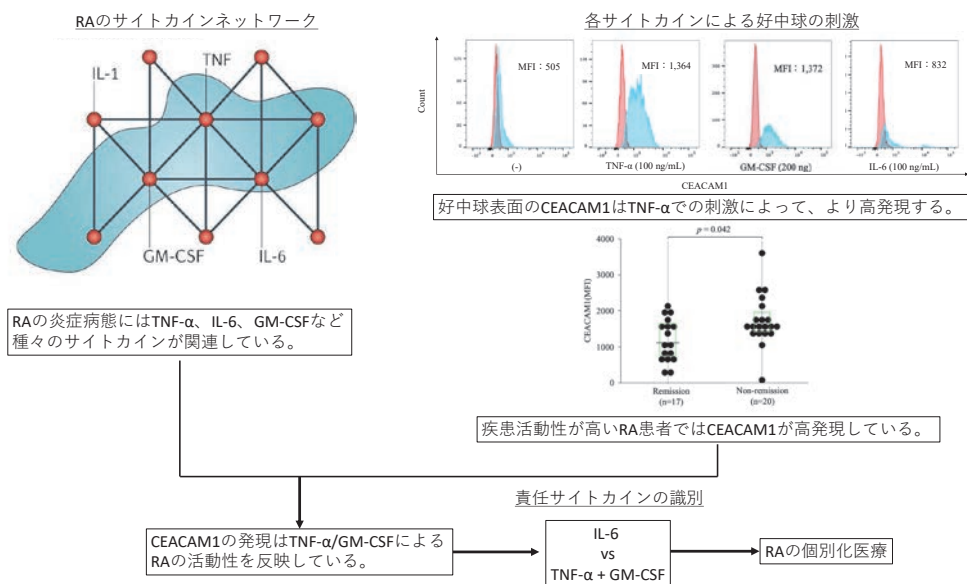 RAのサイトカインネットワーク
IL-1
TNF
GM-CSF
IL-6
RAの炎症病態にはTNF-α、IL-6、GM-CSFなど
種々のサイトカインが関連している。
各サイトカインによる好中球の刺激
Count
MFI：505
MFI：1,364
MFI：1,372
MFI：832
(-)
TNF-α (100 ng/mL)
GM-CSF (200 ng)
IL-6 (100 ng/mL)
CEACAM1
好中球表面のCEACAM1はTNF-αでの刺激によって、より高発現する。
p = 0.042
CEACAM1(MFI)
4000
3000
2000
1000
0
Remission
(n=17)
Non-remission
(n=20)
疾患活動性が高いRA患者ではCEACAM1が高発現している。
責任サイトカインの識別
CEACAM1の発現はTNF-α/GM-CSFによる
RAの活動性を反映している。
IL-6
vs
TNF-α + GM-CSF
RAの個別化医療